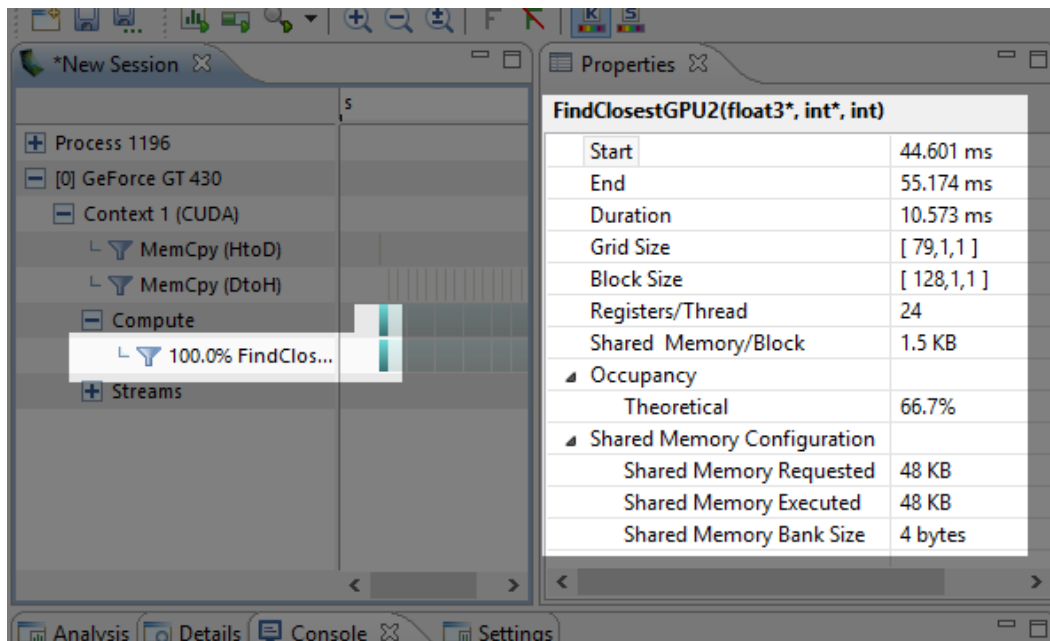 F K S
*New Session
Properties
s
Process 1196
[0] GeForce GT 430
Context 1 (CUDA)
MemCpy (HtoD)
MemCpy (DtoH)
Compute
100.0% FindClos...
Streams
FindClosestGPU2(float3*, int*, int)
Start 44.601 ms
End 55.174 ms
Duration 10.573 ms
Grid Size [ 79,1,1 ]
Block Size [ 128,1,1 ]
Registers/Thread 24
Shared Memory/Block 1.5 KB
Occupancy
Theoretical 66.7%
Shared Memory Configuration
Shared Memory Requested 48 KB
Shared Memory Executed 48 KB
Shared Memory Bank Size 4 bytes
Analysis Details Console Settings